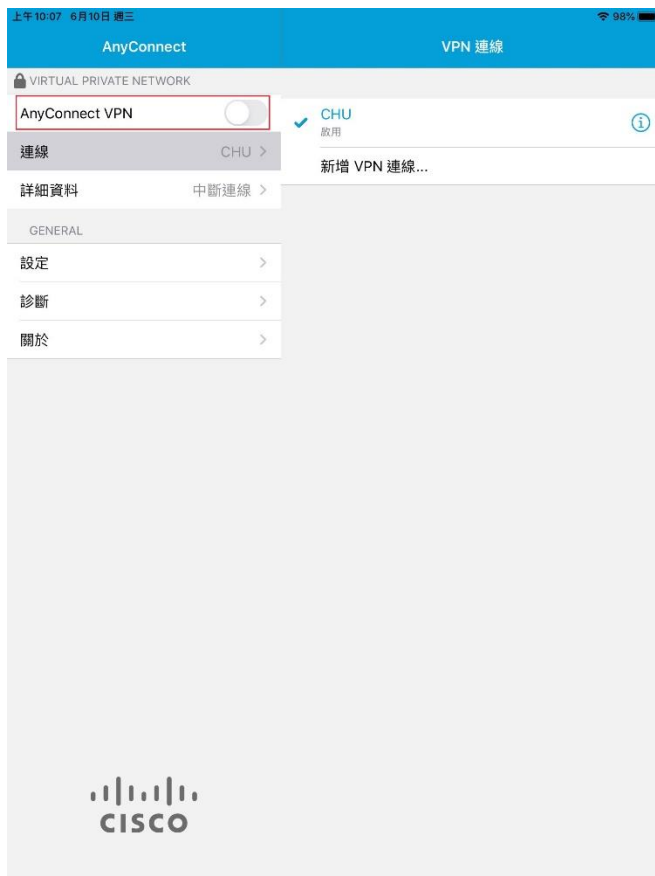 上午10:07 6月10日 週三
98%
AnyConnect
VPN 連線
VIRTUAL PRIVATE NETWORK
AnyConnect VPN
連線 CHU
詳細資料 中斷連線
GENERAL
設定
診斷
關於
CHU
啟用
新增 VPN 連線...
CISCO